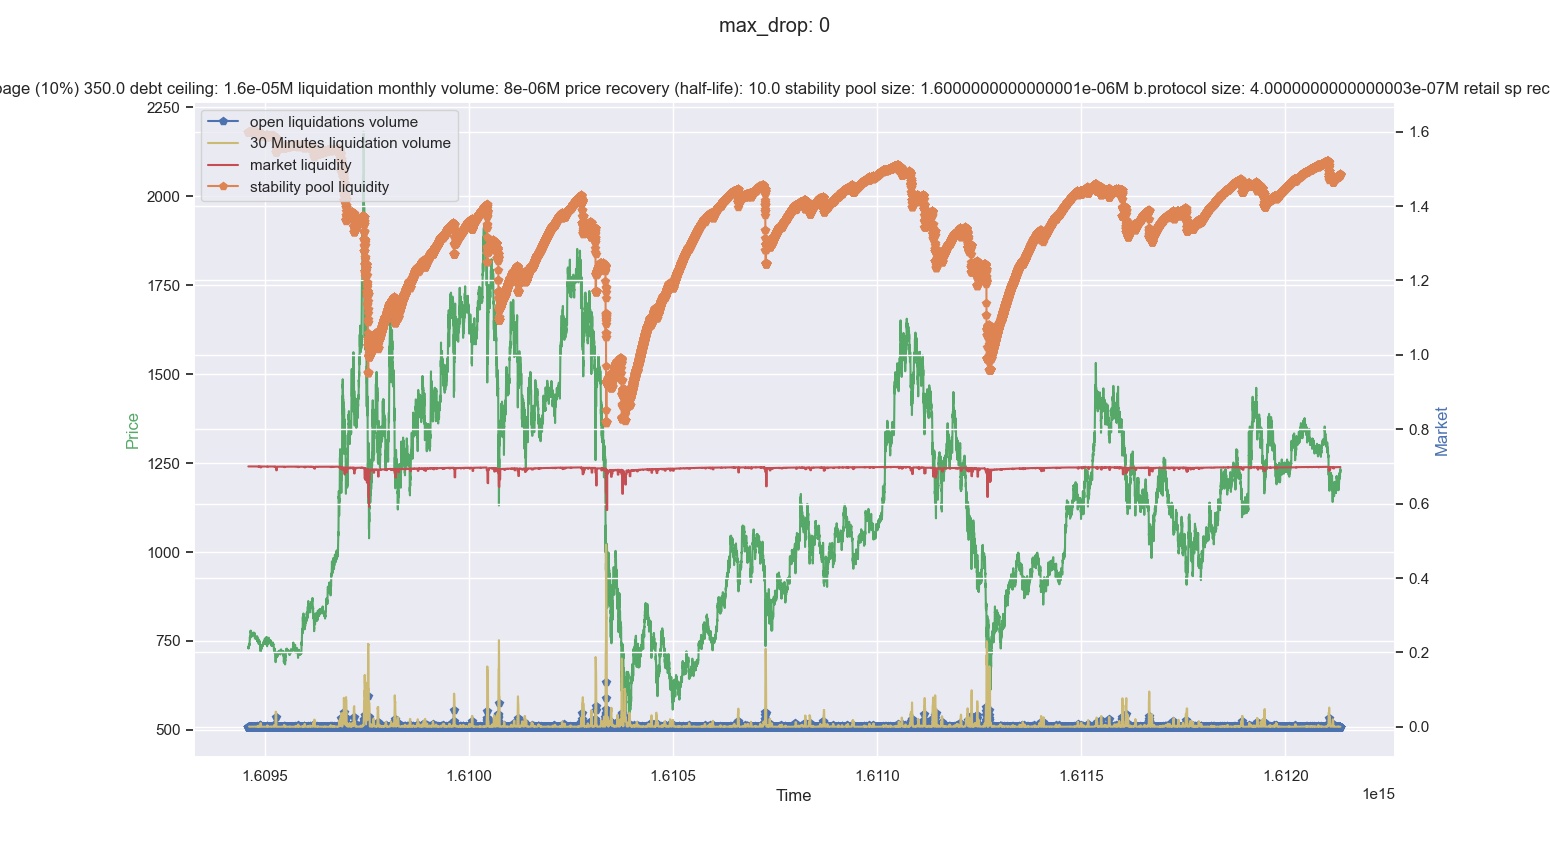 max_drop: 0
page (10%) 350.0 debt ceiling: 1.6e-05M liquidation monthly volume: 8e-06M price recovery (half-life): 10.0 stability pool size: 1.6000000000000001e-06M b.protocol size: 4.0000000000000003e-07M retail sp rec
open liquidations volume
30 Minutes liquidation volume
market liquidity
stability pool liquidity
2250
2000
1750
1500
1250
1000
750
500
Price
1.6
1.4
1.2
1.0
0.8
0.6
0.4
0.2
0.0
Market
1.6095 1.6100 1.6105 1.6110 1.6115 1.6120
Time
1e15